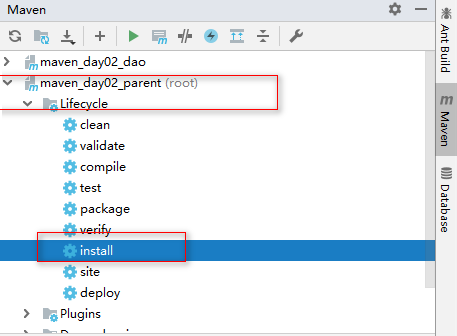 Maven
maven_day02_dao
maven_day02_parent (root)
Lifecycle
clean
validate
compile
test
package
verify
install
site
deploy
Plugins
Ant Build
Maven
Database